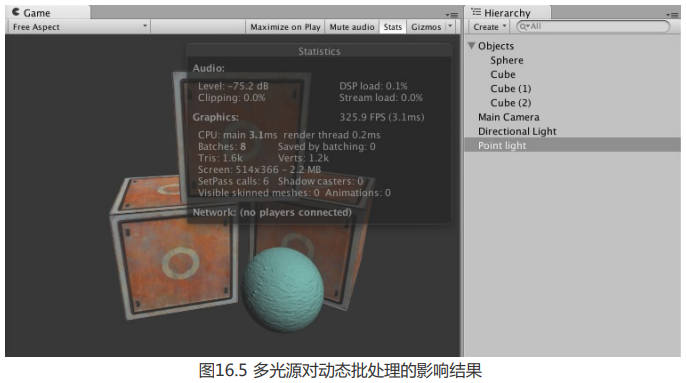 Game
Free Aspect
Maximize on Play Mute audio Stats Gizmos
Statistics
Audio:
Level: -75.2 dB DSP load: 0.1%
Clipping: 0.0% Stream load: 0.0%
Graphics: 325.9 FPS (3.1ms)
CPU: main 3.1ms render thread 0.2ms
Batches: 8 Saved by batching: 0
Tris: 1.6k Verts: 1.2k
Screen: 514x366 - 2.2 MB
SetPass calls: 6 Shadow casters: 0
Visible skinned meshes: 0 Animations: 0
Network: (no players connected)
Hierarchy
Create All
Objects
Sphere
Cube
Cube (1)
Cube (2)
Main Camera
Directional Light
Point light
图16.5 多光源对动态批处理的影响结果